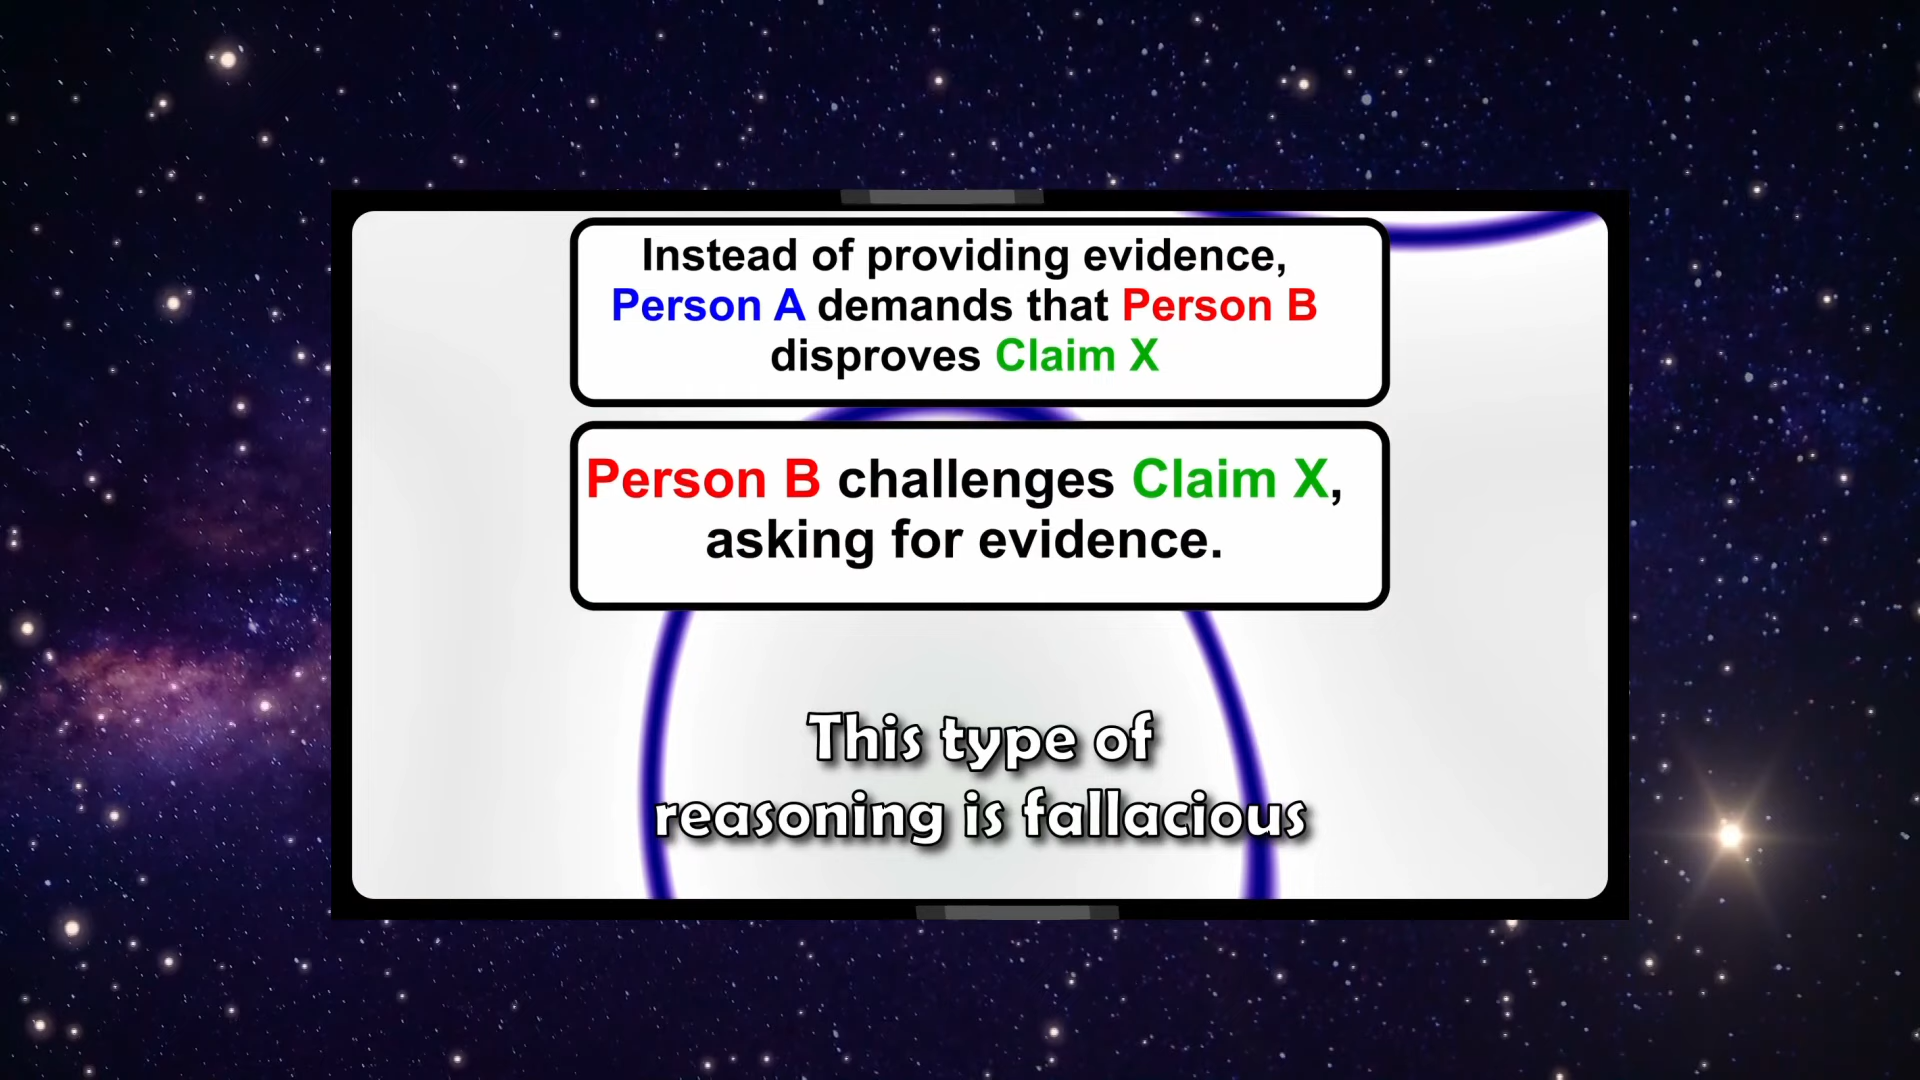 Instead of providing evidence,
Person A demands that Person B
disproves Claim X
Person B challenges Claim X,
asking for evidence.
This type of
reasoning is fallacious